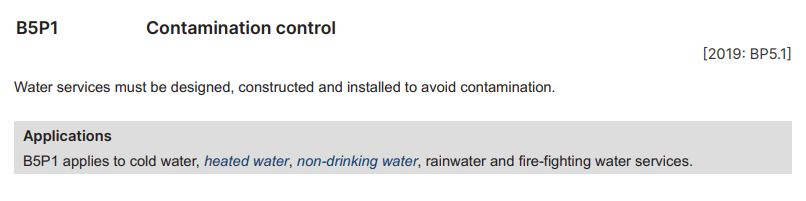 B5P1 Contamination control
[2019: BP5.1]
Water services must be designed, constructed and installed to avoid contamination.
Applications
B5P1 applies to cold water, heated water, non-drinking water, rainwater and fire-fighting water services.